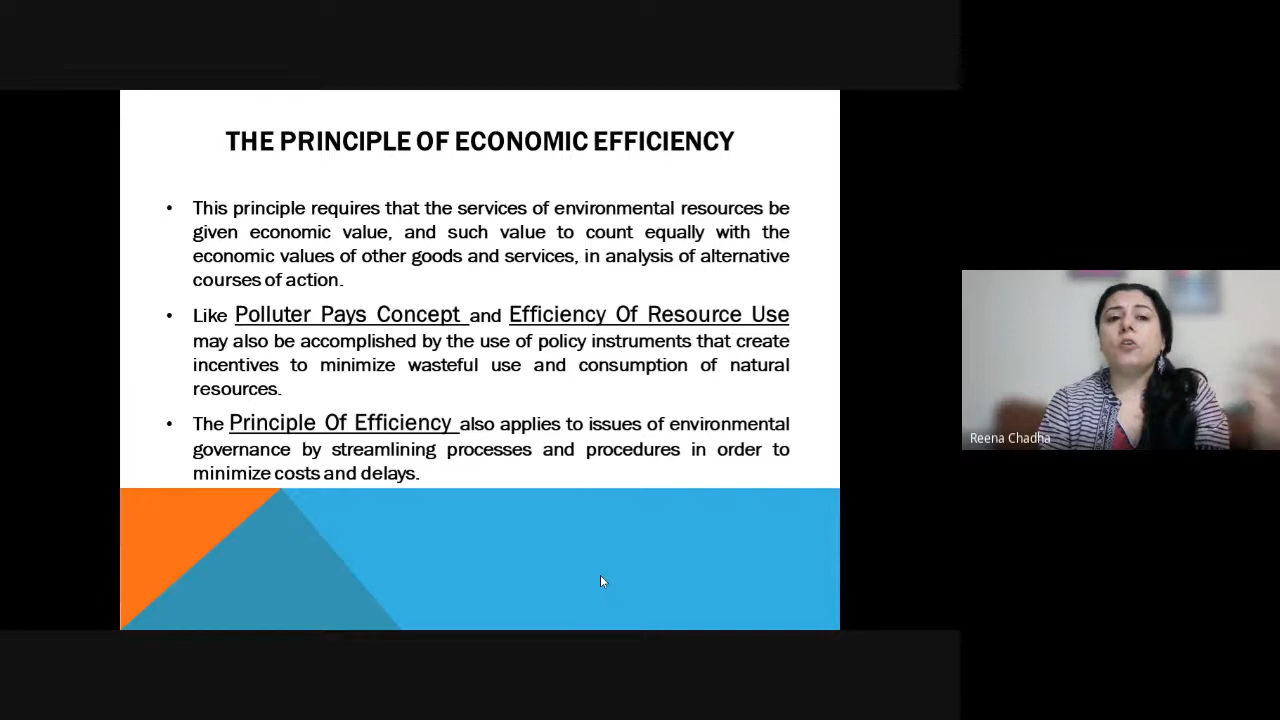 THE PRINCIPLE OF ECONOMIC EFFICIENCY
• This principle requires that the services of environmental resources be
given economic value, and such value to count equally with the
economic values of other goods and services, in analysis of alternative
courses of action.
• Like Polluter Pays Concept and Efficiency Of Resource Use
may also be accomplished by the use of policy instruments that create
incentives to minimize wasteful use and consumption of natural
resources.
• The Principle Of Efficiency also applies to issues of environmental
governance by streamlining processes and procedures in order to
minimize costs and delays.
Reena Chadha